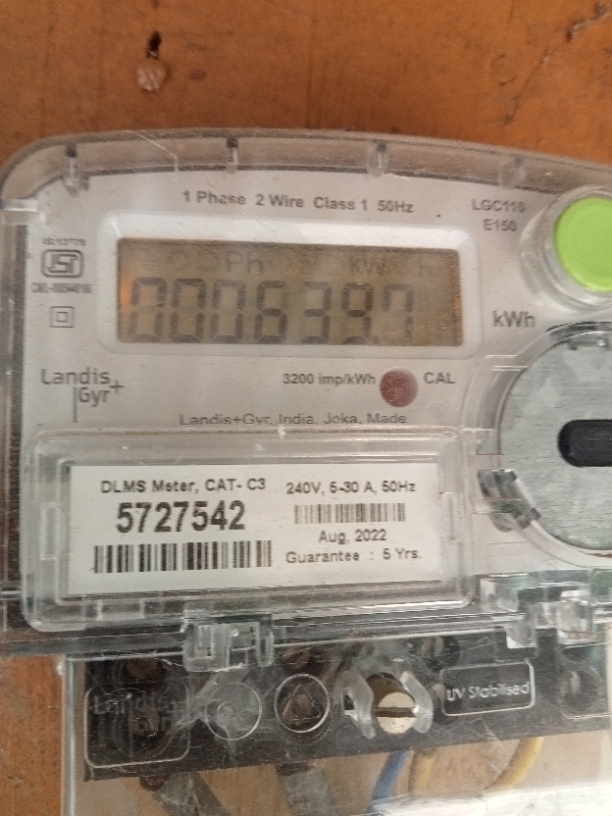 1 Phase 2 Wire Class 1 50Hz
LGC110
E150
Ph kW
0006397
kWh
Landis
Gyr+
3200 imp/kWh CAL
Landis+Gyr, India, Joka, Made
DLMS Meter, CAT- C3
240V, 5-30 A, 50Hz
5727542
Aug, 2022
Guarantee : 5 Yrs.
UV Stabilised